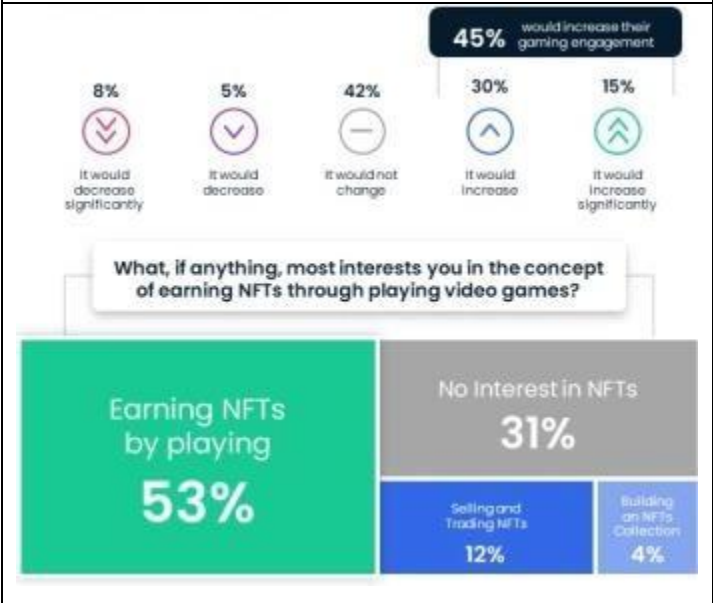 45% would increase their
gaming engagement
8% 5% 42% 30% 15%
It would
decrease
significantly
It would
decrease
It would not
change
It would
increase
It would
increase
significantly
What, if anything, most interests you in the concept
of earning NFTs through playing video games?
Earning NFTs
by playing
53%
No Interest in NFTs
31%
Selling and
Trading NFTs
12%
Building
an NFTs
Collection
4%